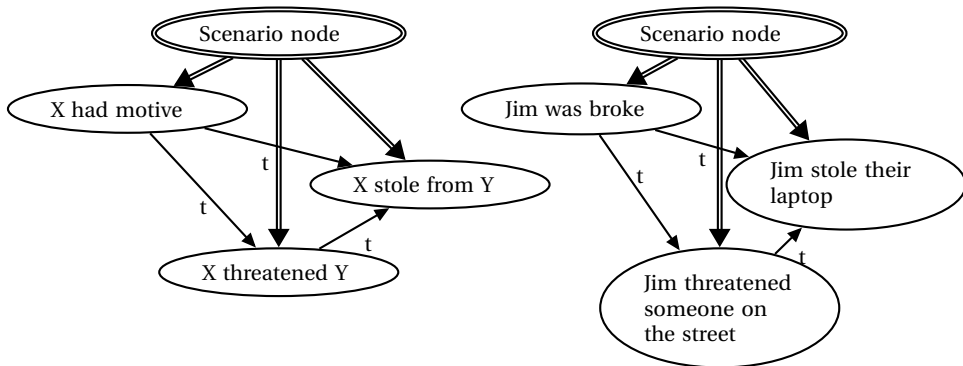 Scenario node
X had motive
t
t
X stole from Y
t
X threatened Y
Scenario node
Jim was broke
t
t
Jim stole their
laptop
t
Jim threatened
someone on
the street